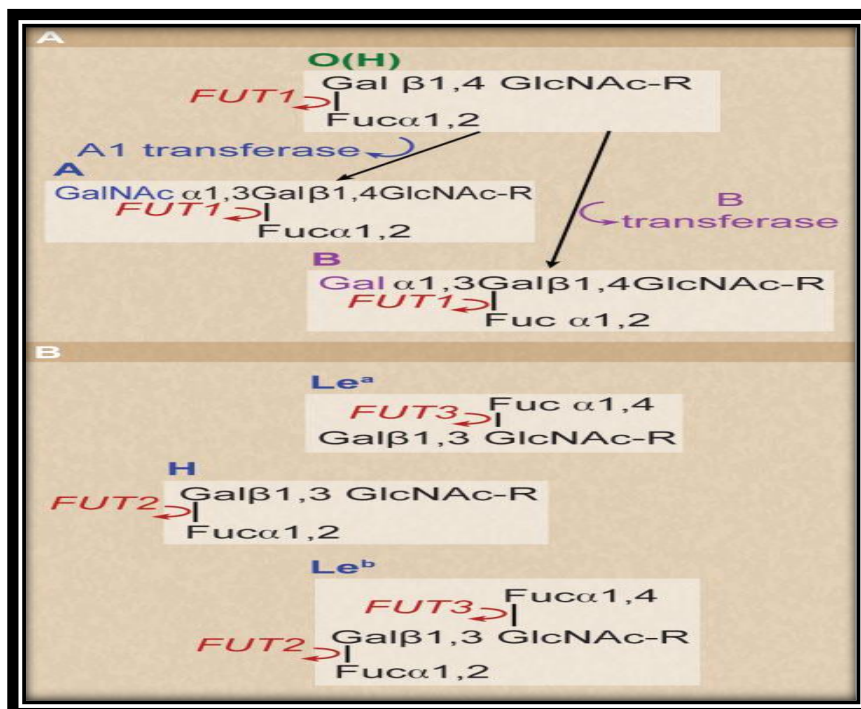 A
O(H)
Gal β1,4 GlcNAc-R
FUT1
Fucα1,2
A1 transferase
A
GalNAc α1,3Galβ1,4GlcNAc-R
FUT1
Fucα1,2
B
transferase
B
Gal α1,3Galβ1,4GlcNAc-R
FUT1
Fuc α1,2
B
Leᵃ
FUT3 Fuc α1,4
Galβ1,3 GlcNAc-R
H
Galβ1,3 GlcNAc-R
FUT2
Fucα1,2
Leᵇ
Fucα1,4
FUT3
Galβ1,3 GlcNAc-R
FUT2
Fucα1,2